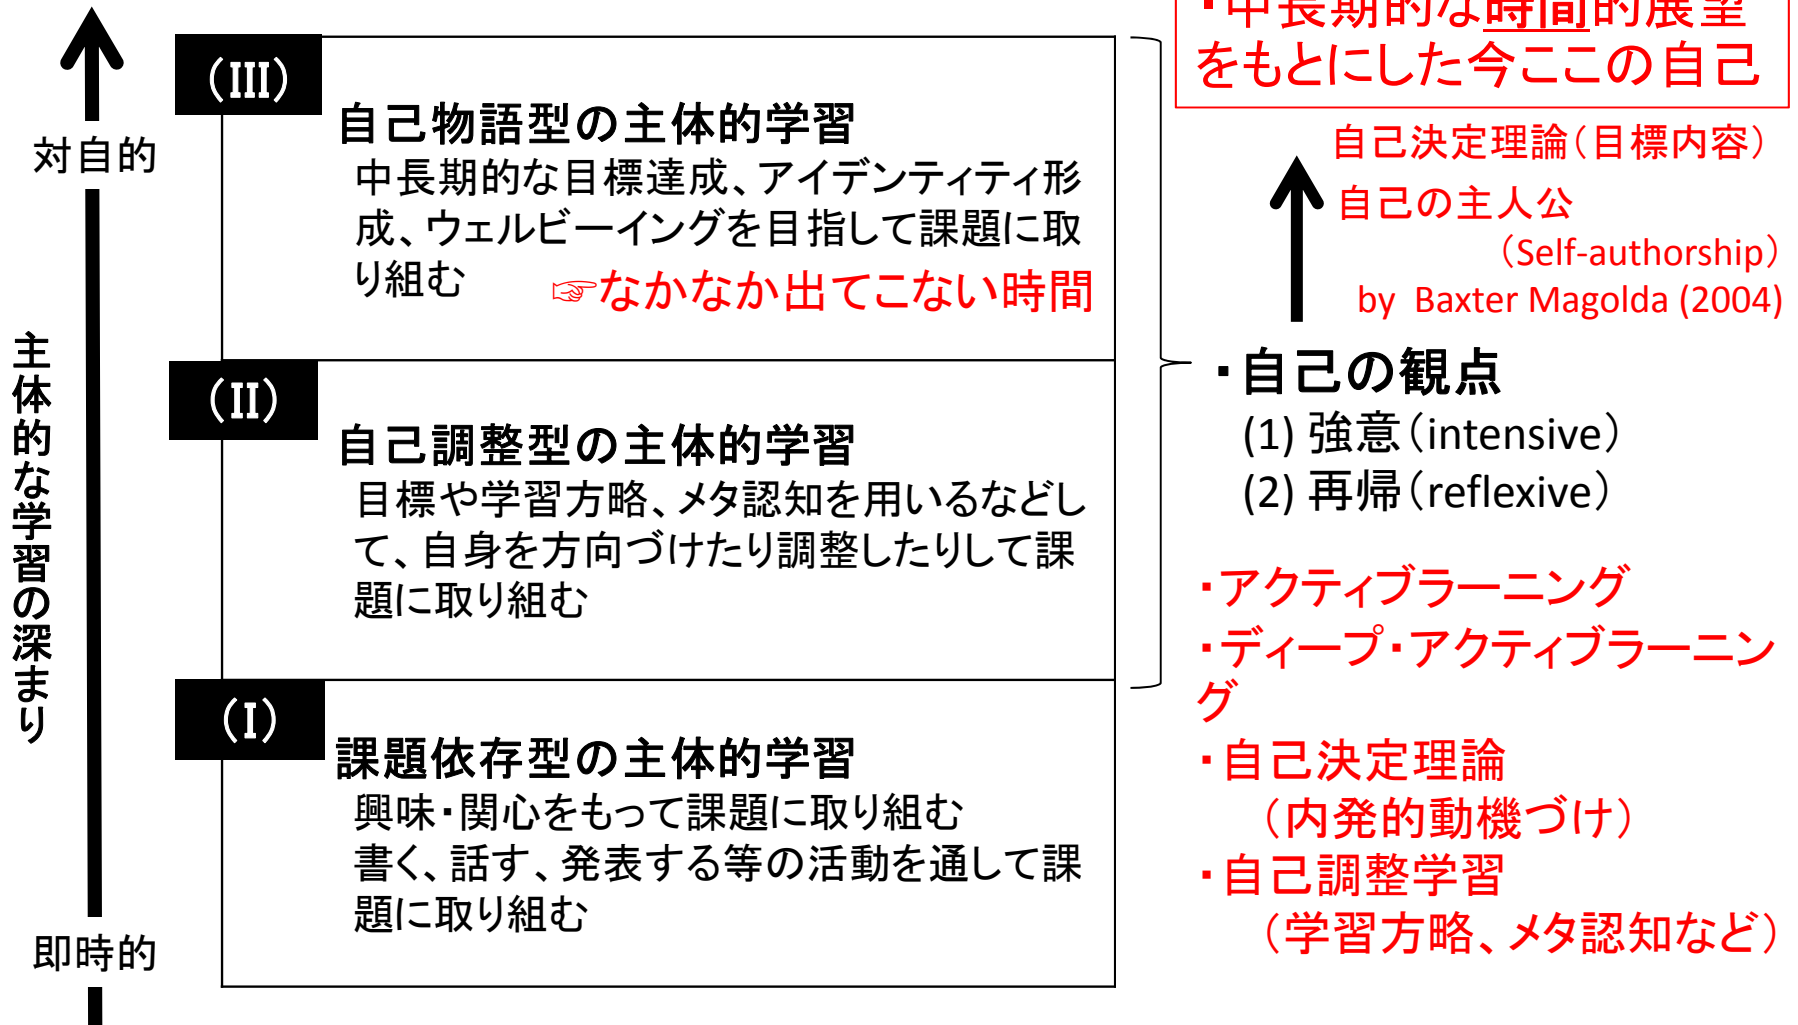 主体的な学習の深まり
対自的
即時的
(III)
自己物語型の主体的学習
中長期的な目標達成、アイデンティティ形
成、ウェルビーイングを目指して課題に取
り組む
☞なかなか出てこない時間
(II)
自己調整型の主体的学習
目標や学習方略、メタ認知を用いるなどし
て、自身を方向づけたり調整したりして課
題に取り組む
(I)
課題依存型の主体的学習
興味・関心をもって課題に取り組む
書く、話す、発表する等の活動を通して課
題に取り組む
・中長期的な時間的展望
をもとにした今ここの自己
自己決定理論(目標内容)
自己の主人公
(Self-authorship)
by Baxter Magolda (2004)
・自己の観点
(1) 強意(intensive)
(2) 再帰(reflexive)
・アクティブラーニング
・ディープ・アクティブラーニン
グ
・自己決定理論
(内発的動機づけ)
・自己調整学習
(学習方略、メタ認知など)